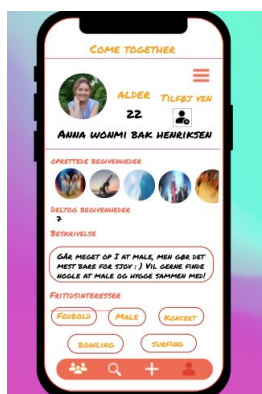 COME TOGETHER
ALDER
TILFØJ VEN
22
ANNA WONMI BAK HENRIKSEN
OPRETTEDE BEGIVENHEDER
DELTOG BEGIVENHEDER
7
BESKRIVELSE
GÅR MEGET OP I AT MALE, MEN GØR DET
MEST BARE FOR SJOV : ) VIL GERNE FINDE
NOGLE AT MALE OG HYGGE SAMMEN MED!
FRITIDSINTERESSER
FODBOLD
MALE
KONCERT
BOWLING
SURFING